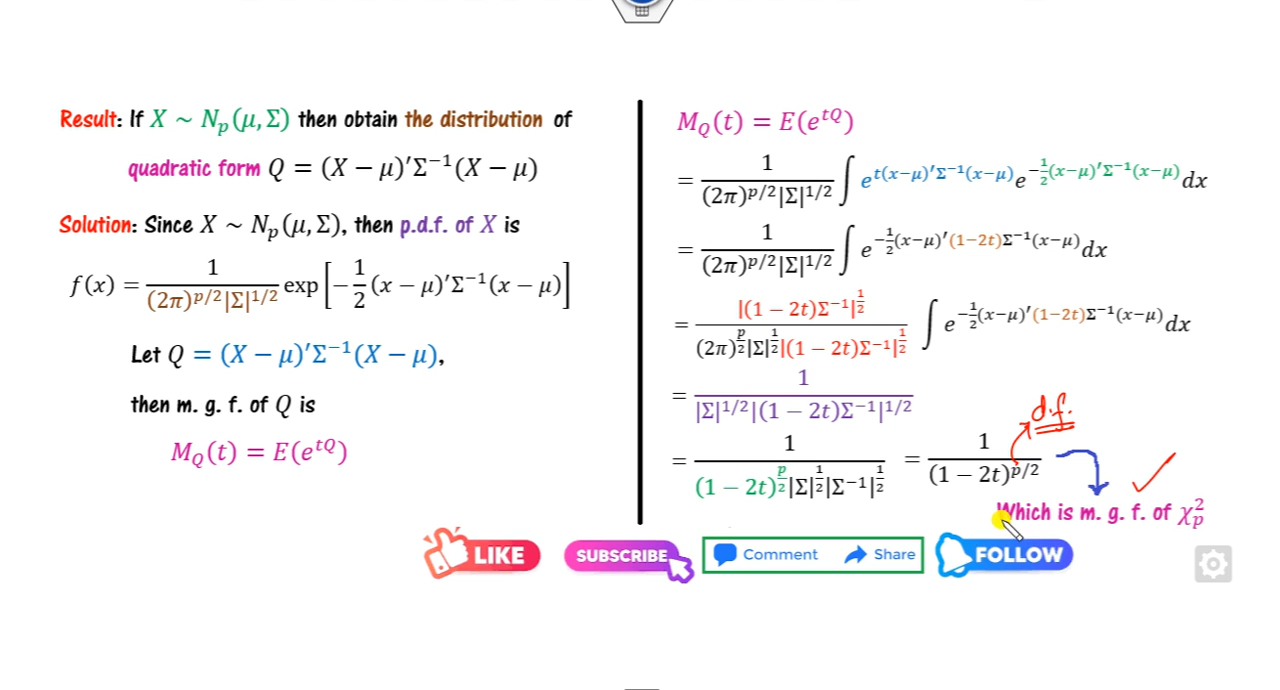 Result: If X ~ N_p(μ, Σ) then obtain the distribution of
quadratic form Q = (X − μ)′Σ⁻¹(X − μ)
Solution: Since X ~ N_p(μ, Σ), then p.d.f. of X is
f(x) = 1 / ((2π)^{p/2}|Σ|^{1/2}) exp[−1/2 (x − μ)′Σ⁻¹(x − μ)]
Let Q = (X − μ)′Σ⁻¹(X − μ),
then m. g. f. of Q is
M_Q(t) = E(e^{tQ})
M_Q(t) = E(e^{tQ})
= 1 / ((2π)^{p/2}|Σ|^{1/2}) ∫ e^{t(x−μ)′Σ⁻¹(x−μ)} e^{−1/2 (x−μ)′Σ⁻¹(x−μ)} dx
= 1 / ((2π)^{p/2}|Σ|^{1/2}) ∫ e^{−1/2 (x−μ)′(1−2t)Σ⁻¹(x−μ)} dx
= |(1 − 2t)Σ⁻¹|^{1/2} / ((2π)^{p/2}|Σ|^{1/2}|(1 − 2t)Σ⁻¹|^{1/2}) ∫ e^{−1/2 (x−μ)′(1−2t)Σ⁻¹(x−μ)} dx
= 1 / (|Σ|^{1/2}|(1 − 2t)Σ⁻¹|^{1/2})
d.f.
= 1 / ((1 − 2t)^{p/2}|Σ|^{1/2}|Σ⁻¹|^{1/2}) = 1 / (1 − 2t)^{p/2}
Which is m. g. f. of χ²_p
LIKE
SUBSCRIBE
Comment
Share
FOLLOW